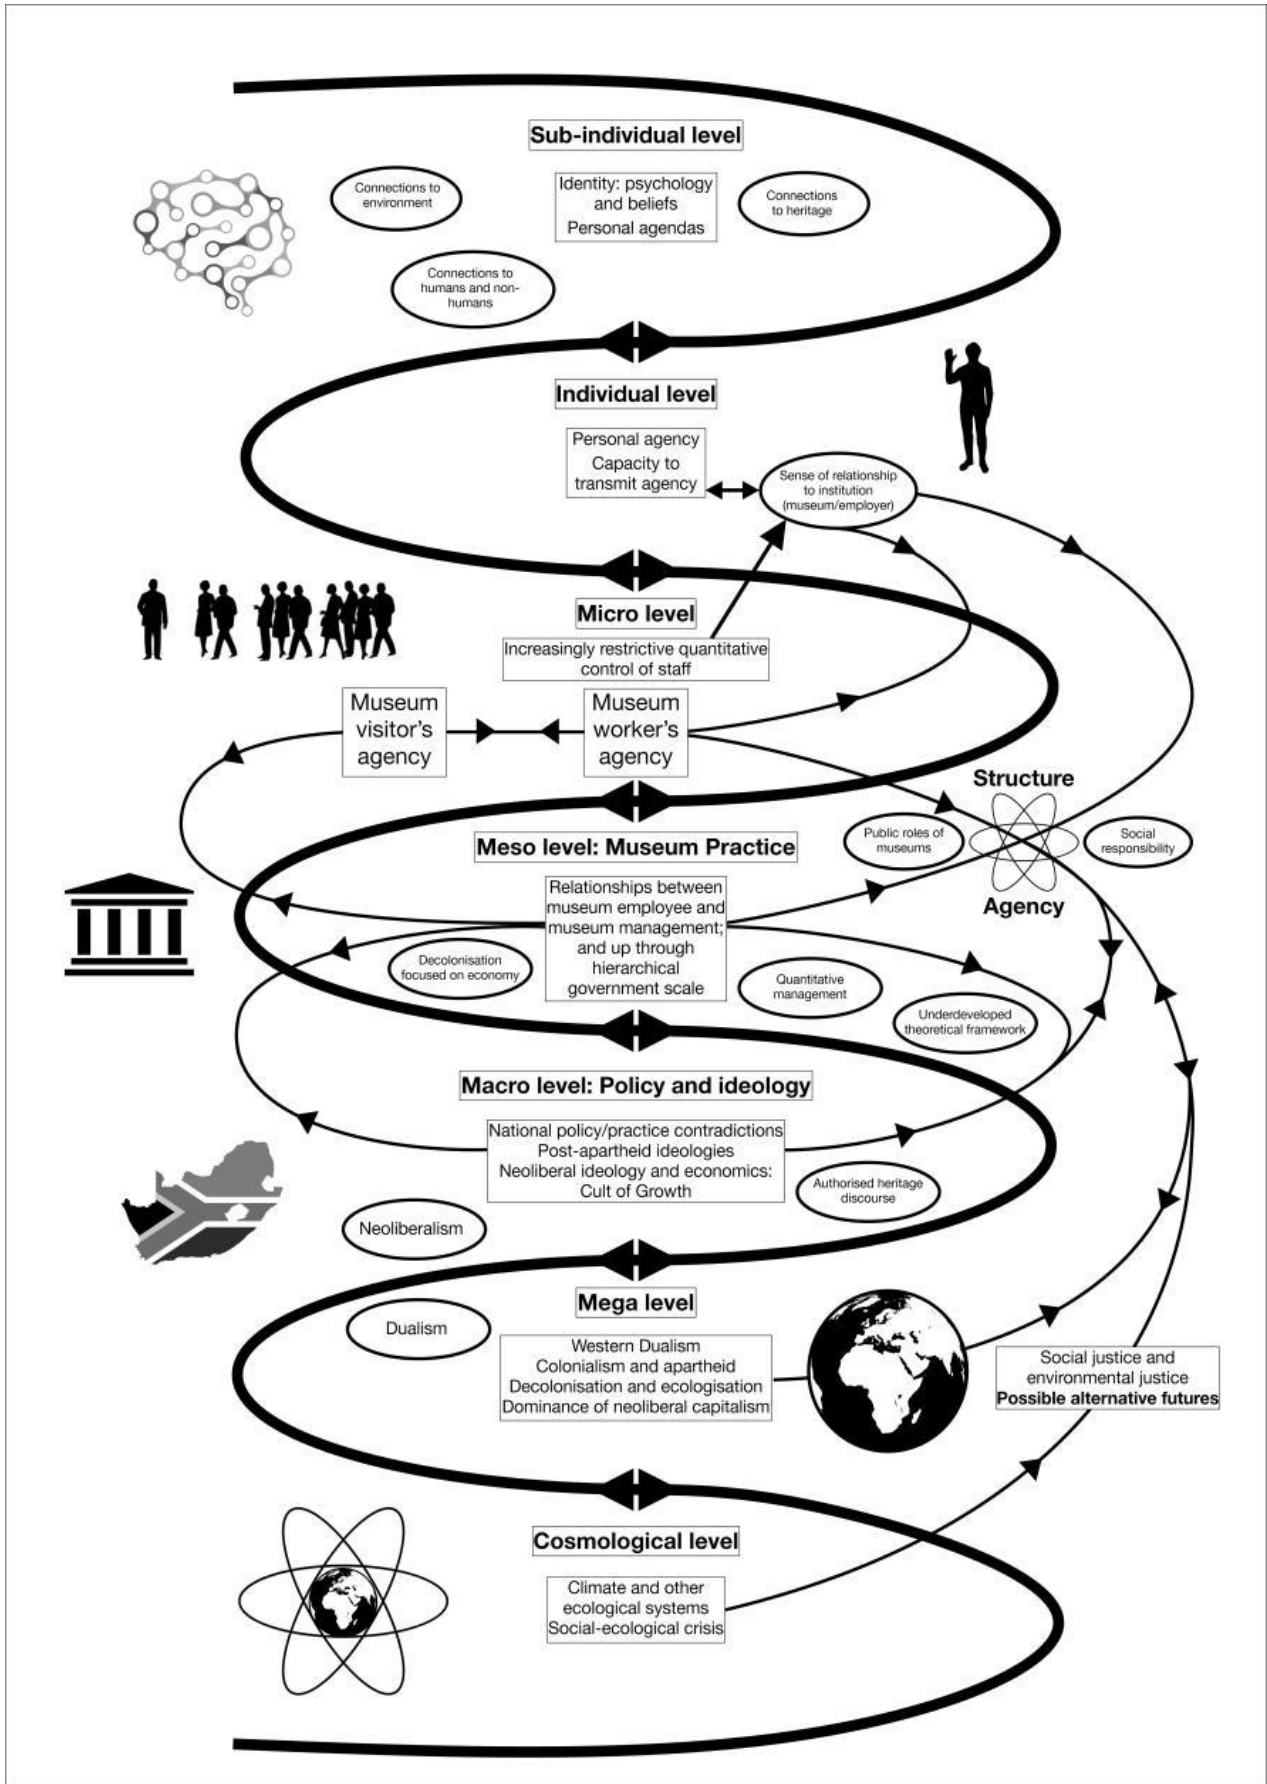 Sub-individual level
Connections to
environment
Identity: psychology
and beliefs
Personal agendas
Connections
to heritage
Connections to
humans and non-
humans
Individual level
Personal agency
Capacity to
transmit agency
Sense of relationship
to institution
(museum/employer)
Micro level
Increasingly restrictive quantitative
control of staff
Museum
visitor's
agency
Museum
worker's
agency
Structure
Public roles of
museums
Social
responsibility
Agency
Meso level: Museum Practice
Relationships between
museum employee and
museum management;
and up through
hierarchical
government scale
Decolonisation
focused on economy
Quantitative
management
Underdeveloped
theoretical framework
Macro level: Policy and ideology
National policy/practice contradictions
Post-apartheid ideologies
Neoliberal ideology and economics:
Cult of Growth
Authorised heritage
discourse
Neoliberalism
Mega level
Dualism
Western Dualism
Colonialism and apartheid
Decolonisation and ecologisation
Dominance of neoliberal capitalism
Social justice and
environmental justice
Possible alternative futures
Cosmological level
Climate and other
ecological systems
Social-ecological crisis